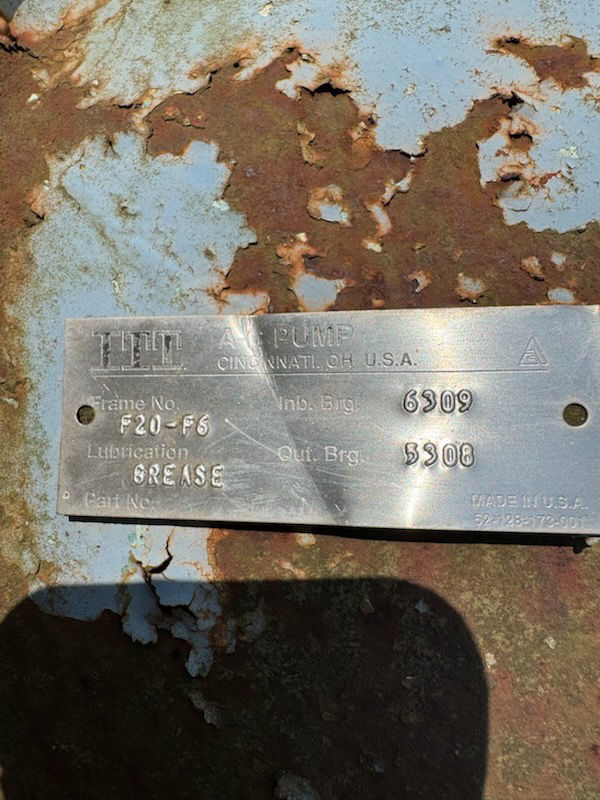 ITT A-C PUMP
CINCINNATI, OH U.S.A.
Frame No. Inb. Brg. 6309
F20-F6
Lubrication Out. Brg. 5308
GREASE
Part No. MADE IN U.S.A.
52-126-173-001